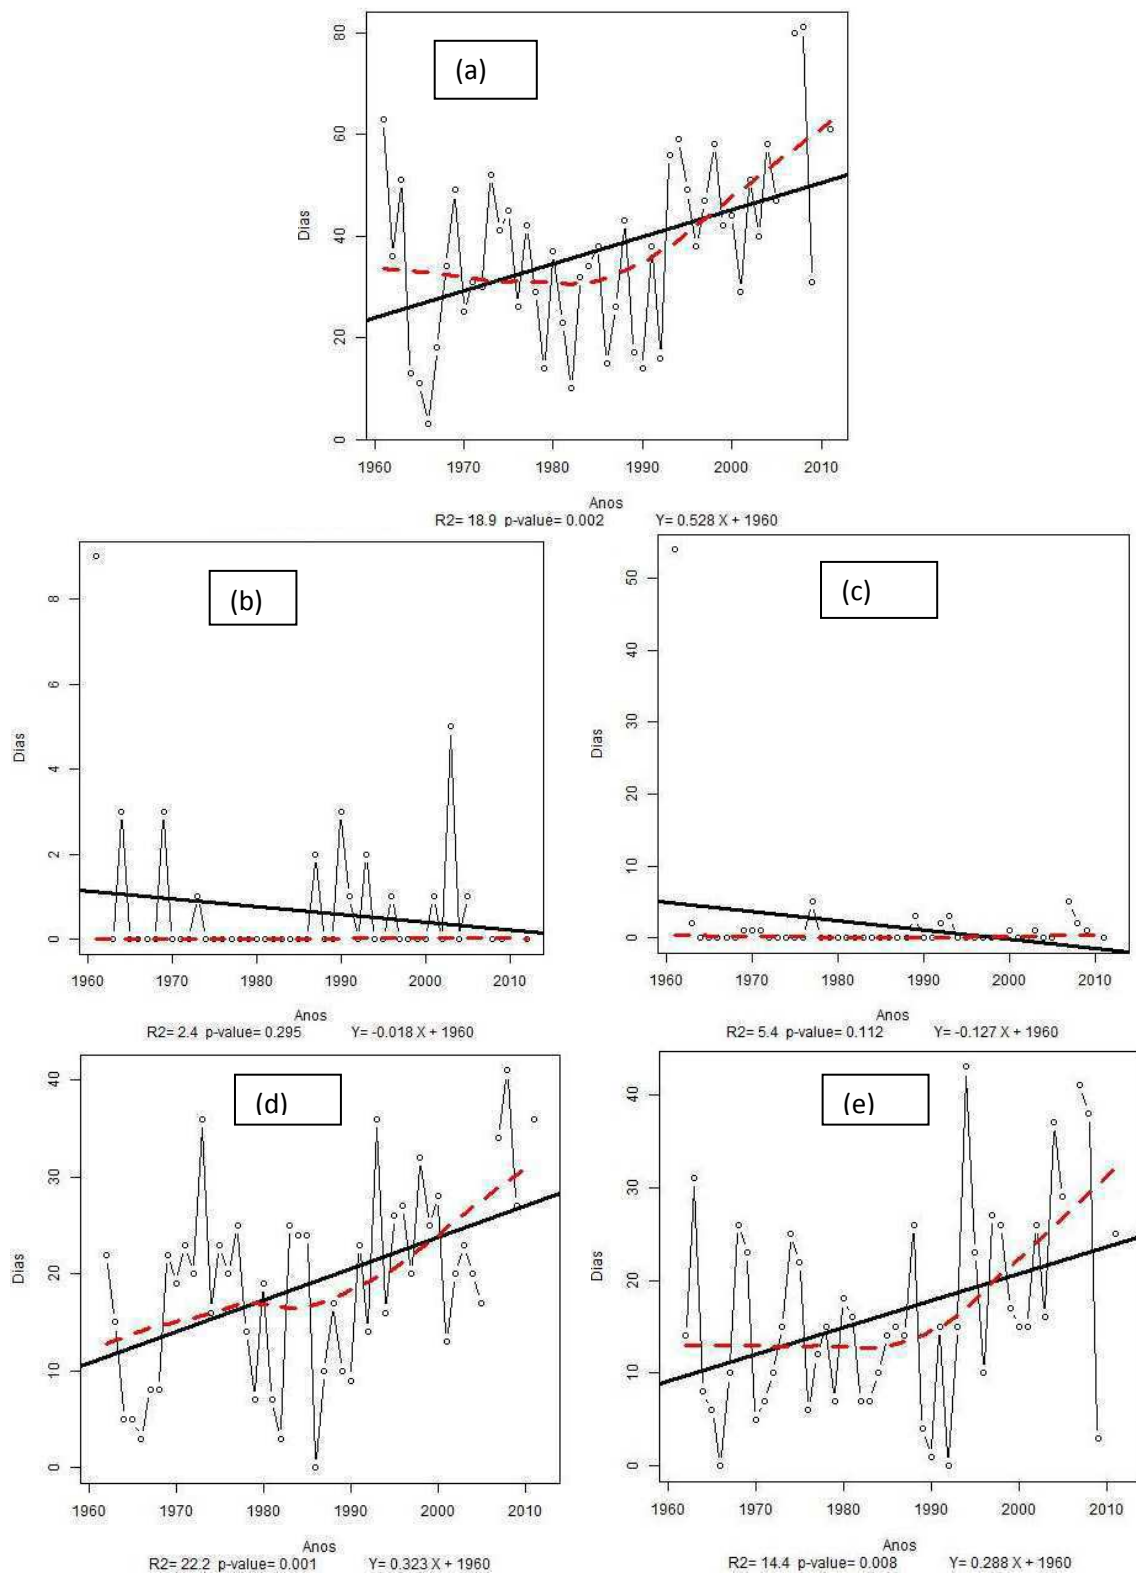 (a)
80
60
40
20
0
Dias
1960 1970 1980 1990 2000 2010
Anos
R2= 18.9 p-value= 0.002 Y= 0.528 X + 1960
(b)
8
6
4
2
0
Dias
1960 1970 1980 1990 2000 2010
Anos
R2= 2.4 p-value= 0.295 Y= -0.018 X + 1960
(c)
50
40
30
20
10
0
Dias
1960 1970 1980 1990 2000 2010
Anos
R2= 5.4 p-value= 0.112 Y= -0.127 X + 1960
(d)
40
30
20
10
0
Dias
1960 1970 1980 1990 2000 2010
Anos
R2= 22.2 p-value= 0.001 Y= 0.323 X + 1960
(e)
40
30
20
10
0
Dias
1960 1970 1980 1990 2000 2010
Anos
R2= 14.4 p-value= 0.008 Y= 0.288 X + 1960